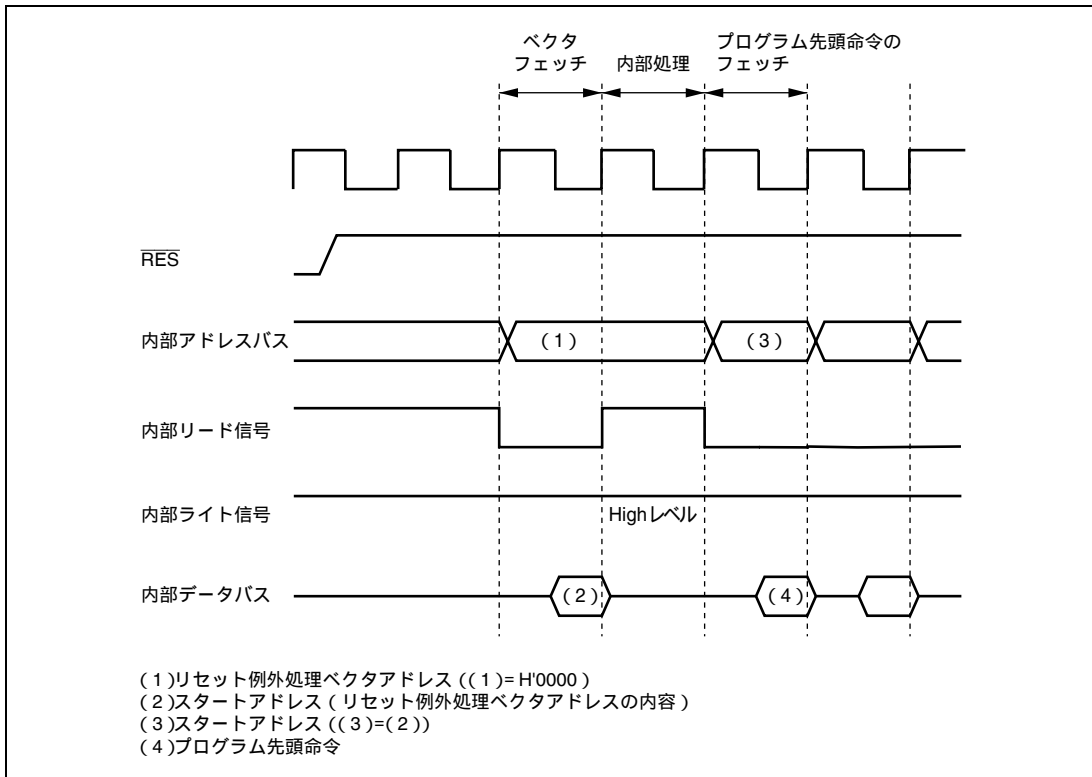 ベクタ
フェッチ
内部処理
プログラム先頭命令の
フェッチ
RES
内部アドレスバス
(1)
(3)
内部リード信号
内部ライト信号
Highレベル
内部データバス
(2)
(4)
(1)リセット例外処理ベクタアドレス((1)= H'0000)
(2)スタートアドレス(リセット例外処理ベクタアドレスの内容)
(3)スタートアドレス((3)=(2))
(4)プログラム先頭命令